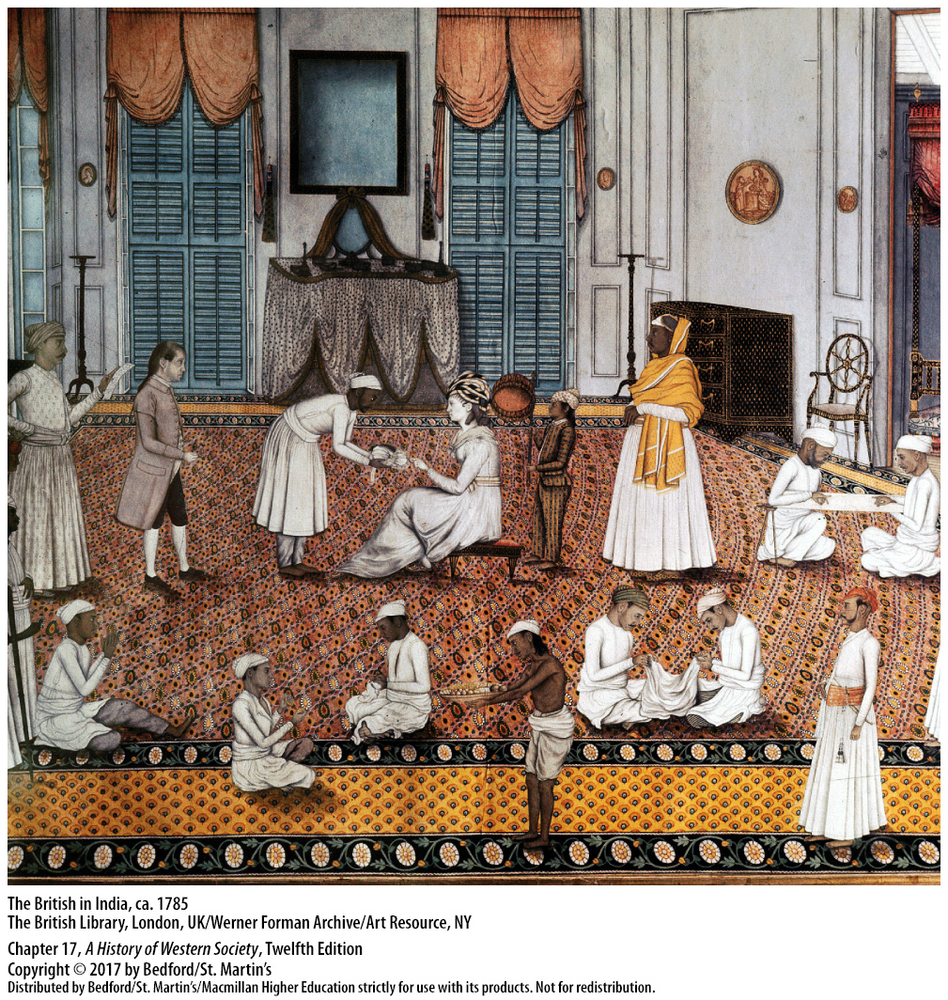 The British in India, ca. 1785
The British Library, London, UK/Werner Forman Archive/Art Resource, NY
Chapter 17, A History of Western Society, Twelfth Edition
Copyright © 2017 by Bedford/St. Martin’s
Distributed by Bedford/St. Martin’s/Macmillan Higher Education strictly for use with its products. Not for redistribution.